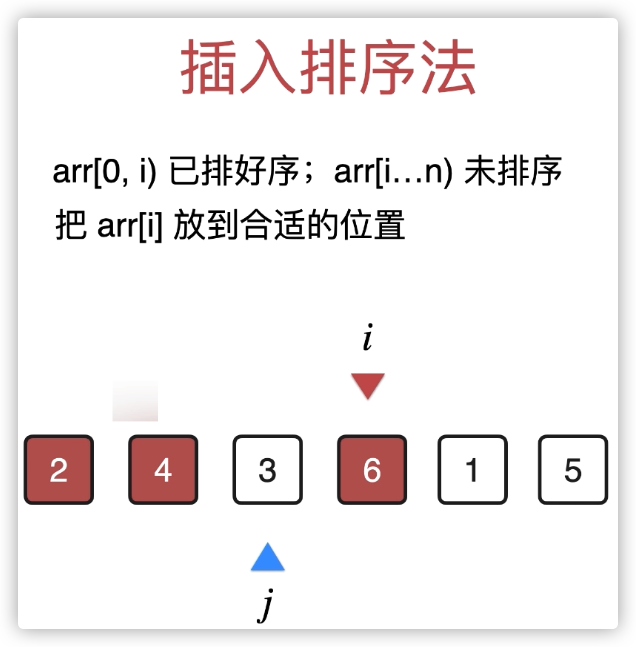 插入排序法
arr[0, i) 已排好序；arr[i…n) 未排序
把 arr[i] 放到合适的位置
i
2 4 3 6 1 5
j